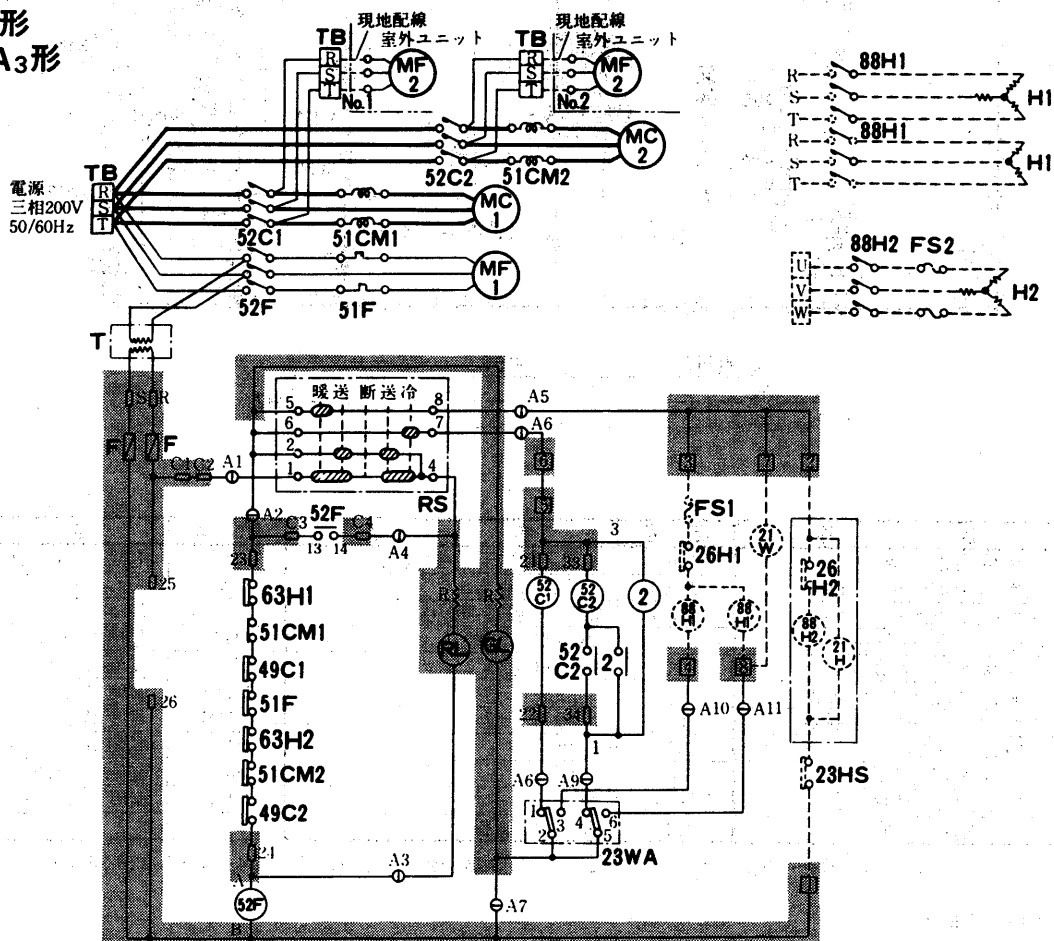 形
A3形
TB
現地配線
室外ユニット
R
S
T
No.1
MF
2
TB
現地配線
室外ユニット
R
S
T
No.2
MF
2
88H1
R
S
T
H1
88H1
R
S
T
H1
52C2
51CM2
MC
2
電源
三相200V
50/60Hz
TB
R
S
T
52C1
51CM1
MC
1
52F
51F
MF
1
88H2 FS2
U
V
W
H2
T
S
R
F
F
C1 C2
A1
暖送 断送冷
5
8
6
7
2
1
4
RS
A5
A6
A2
C3
52F
13
14
C4
A4
23
25
26
63H1
51CM1
49C1
51F
63H2
51CM2
49C2
24
A
52F
B
A3
R
R
RL
GL
A7
3
21
33
52
C1
52
C2
2
52
C2
2
22
34
1
A6
A9
1
2
3
4
5
6
23WA
FS1
26H1
88
H1
88
H1
A10
A11
21
W
26
H2
88
H2
21
H
23HS